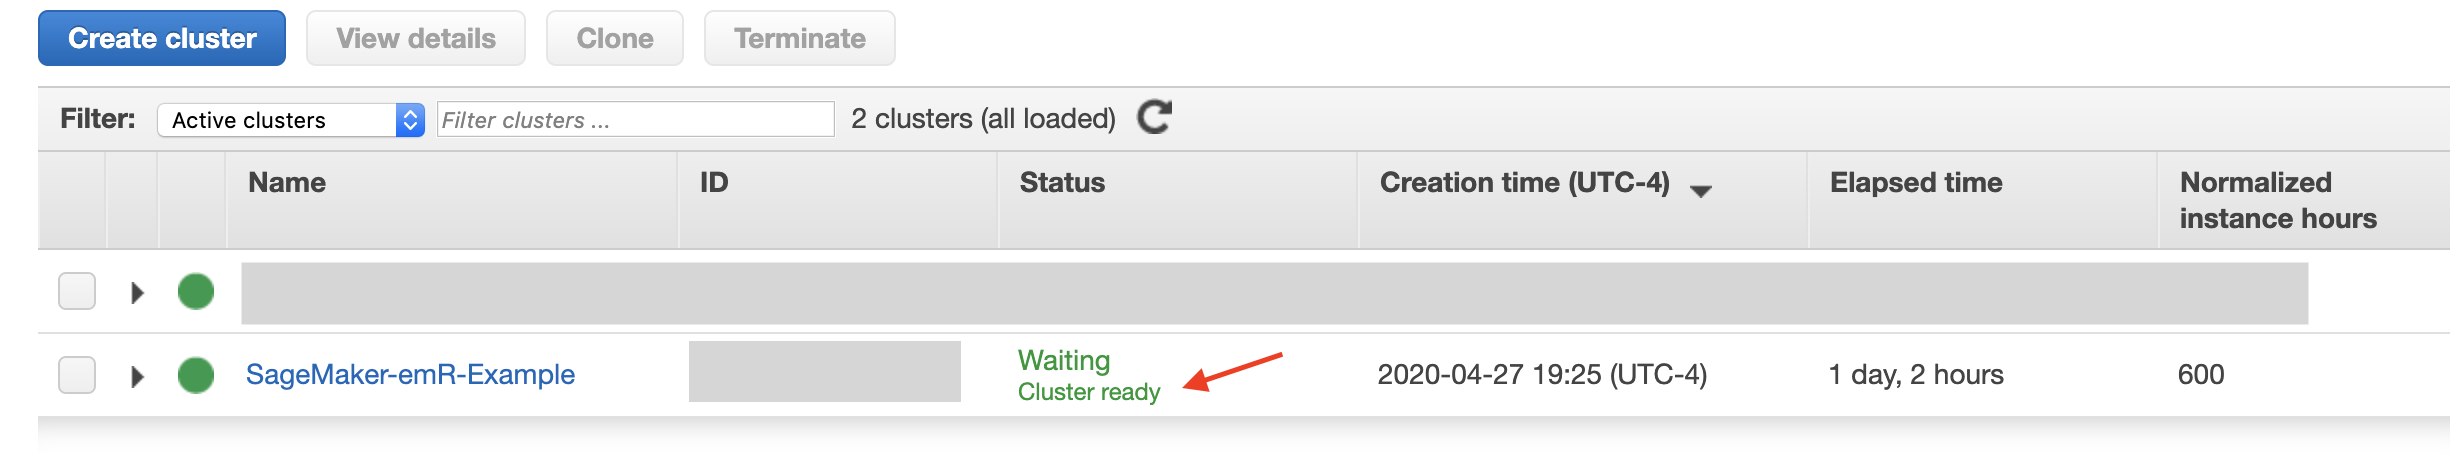 Create cluster View details Clone Terminate
Filter: Active clusters Filter clusters ... 2 clusters (all loaded)
Name ID Status Creation time (UTC-4) Elapsed time Normalized instance hours
SageMaker-emR-Example Waiting 2020-04-27 19:25 (UTC-4) 1 day, 2 hours 600
Cluster ready